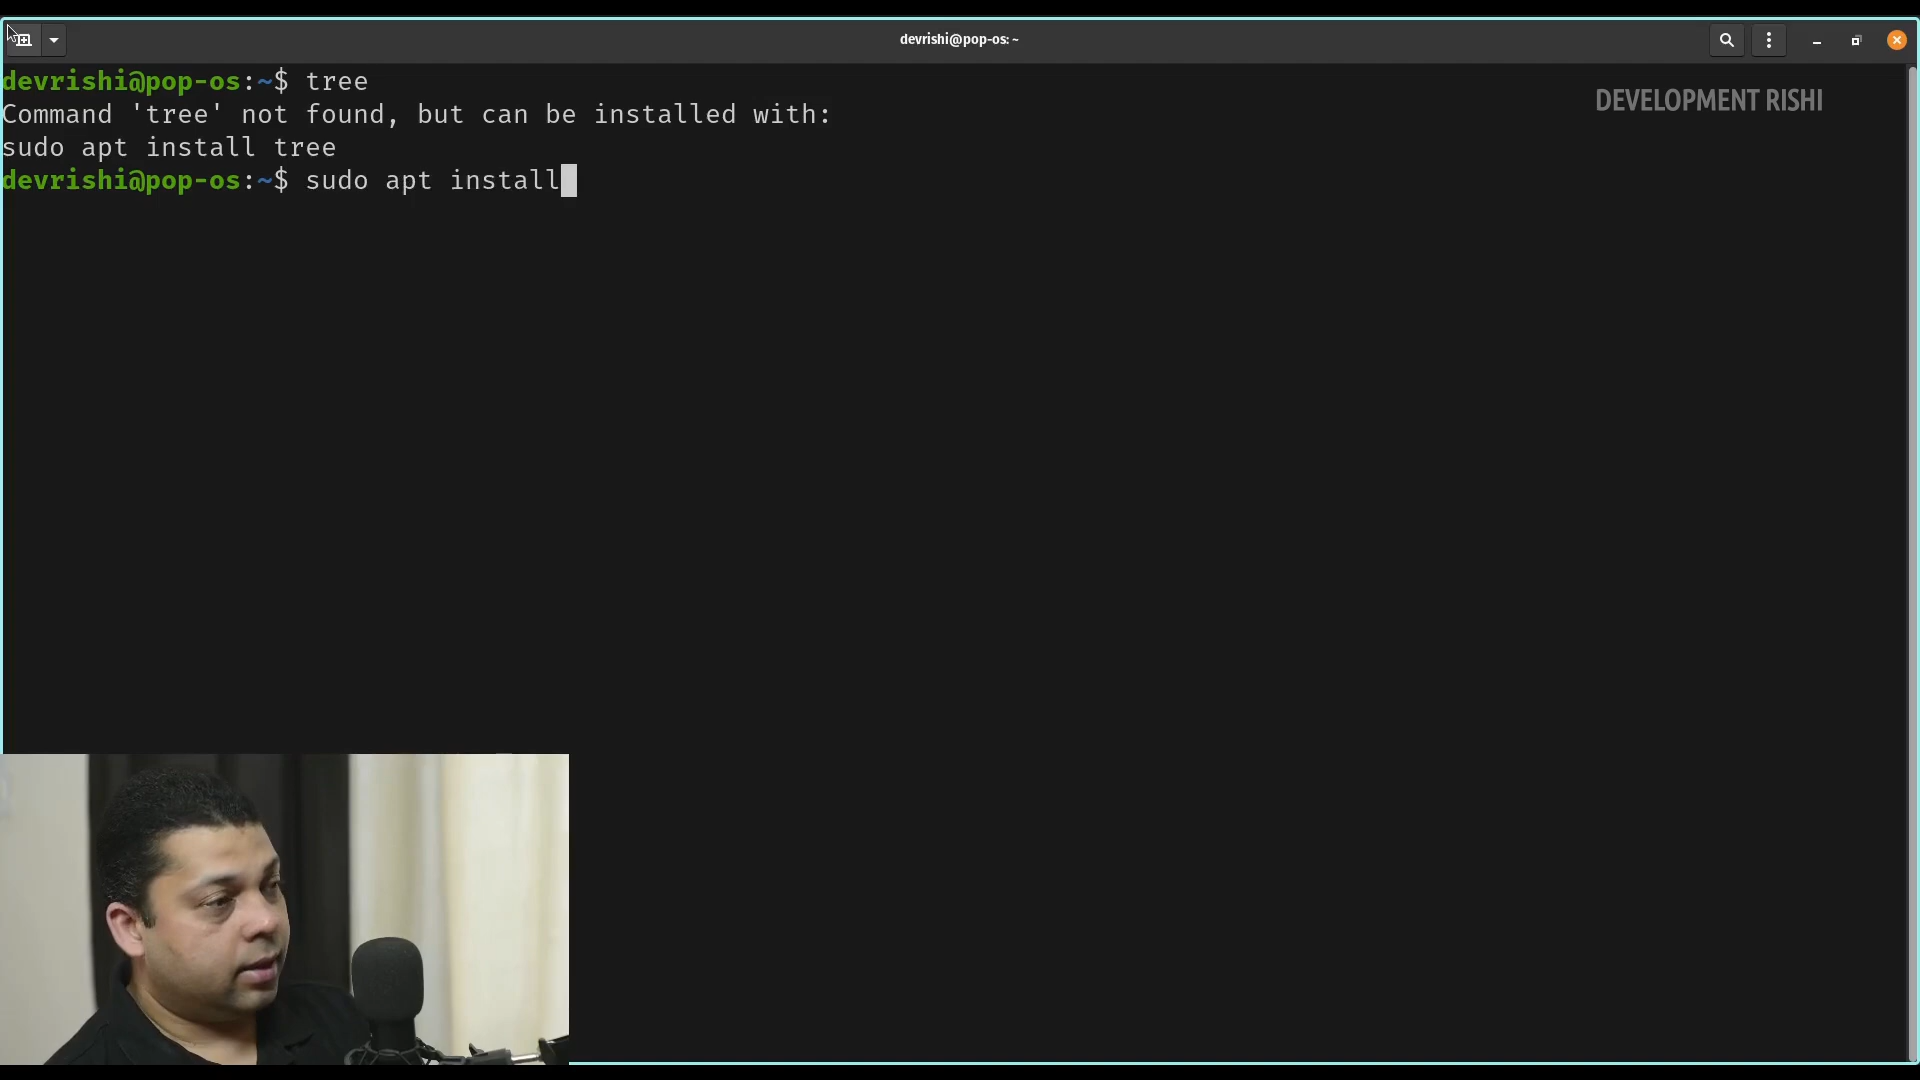 devrishi@pop-os: ~
devrishi@pop-os:~$ tree
DEVELOPMENT RISHI
Command 'tree' not found, but can be installed with:
sudo apt install tree
devrishi@pop-os:~$ sudo apt install